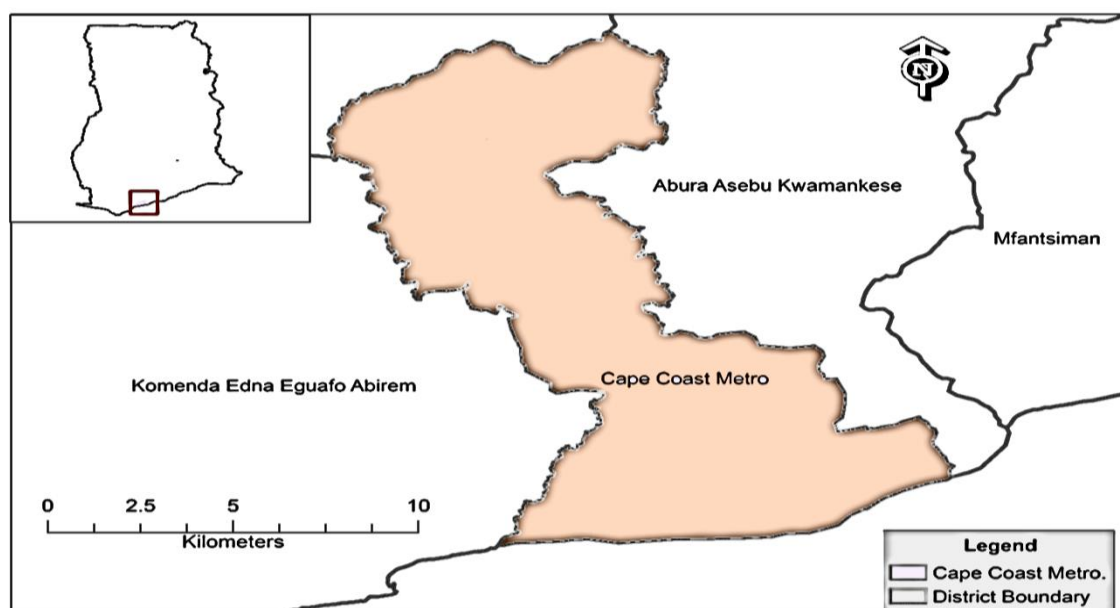 N
Abura Asebu Kwamankese
Mfantsiman
Komenda Edna Eguafo Abirem
Cape Coast Metro
0 2.5 5 10
Kilometers
Legend
Cape Coast Metro.
District Boundary